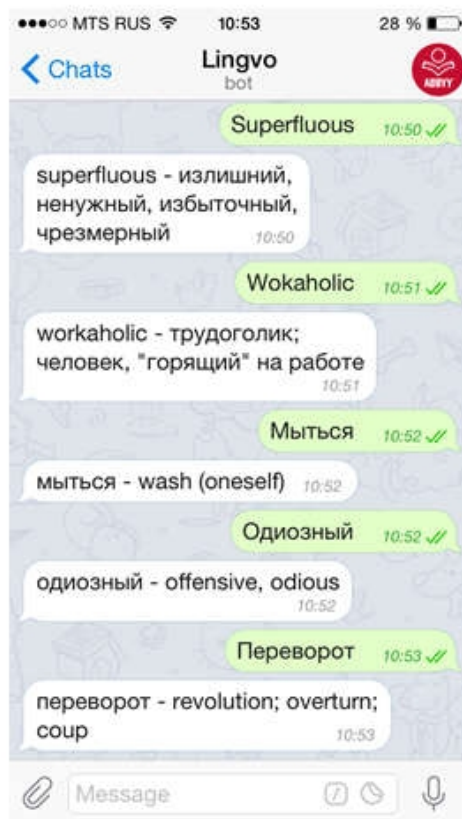 MTS RUS 10:53 28 %
Chats Lingvo
bot
ABBYY
Superfluous 10:50
superfluous - излишний,
ненужный, избыточный,
чрезмерный 10:50
Wokaholic 10:51
workaholic - трудоголик;
человек, "горящий" на работе
10:51
Мыться 10:52
мыться - wash (oneself) 10:52
Одиозный 10:52
одиозный - offensive, odious
10:52
Переворот 10:53
переворот - revolution; overturn;
coup 10:53
Message